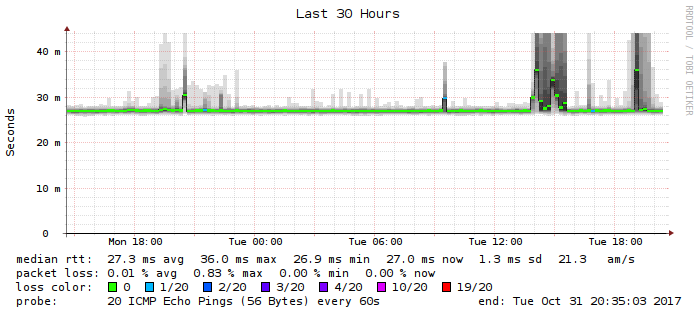 Last 30 Hours
RRDTOOL / TOBI OETIKER
Seconds
40 m
30 m
20 m
10 m
0
Mon 18:00 Tue 00:00 Tue 06:00 Tue 12:00 Tue 18:00
median rtt: 27.3 ms avg 36.0 ms max 26.9 ms min 27.0 ms now 1.3 ms sd 21.3 am/s
packet loss: 0.01 % avg 0.83 % max 0.00 % min 0.00 % now
loss color: 0 1/20 2/20 3/20 4/20 10/20 19/20
probe: 20 ICMP Echo Pings (56 Bytes) every 60s end: Tue Oct 31 20:35:03 2017